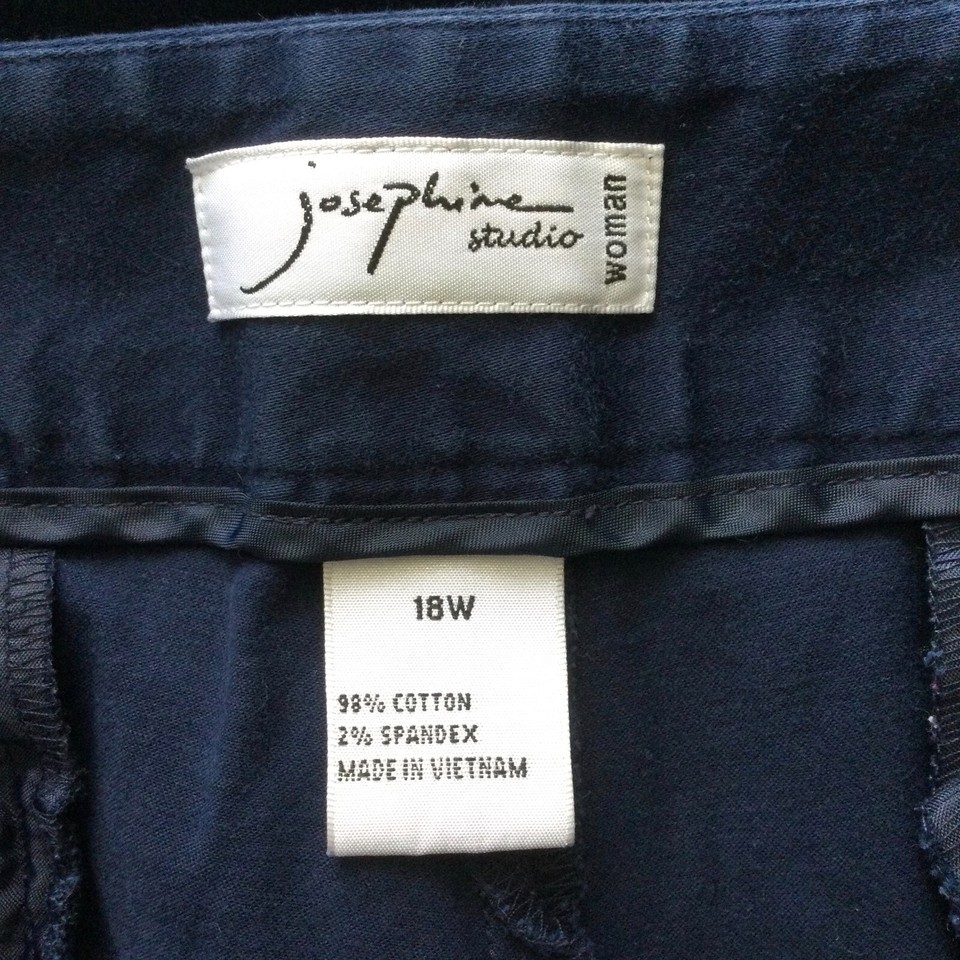 josephine
studio
woman
18W
98% COTTON
2% SPANDEX
MADE IN VIETNAM